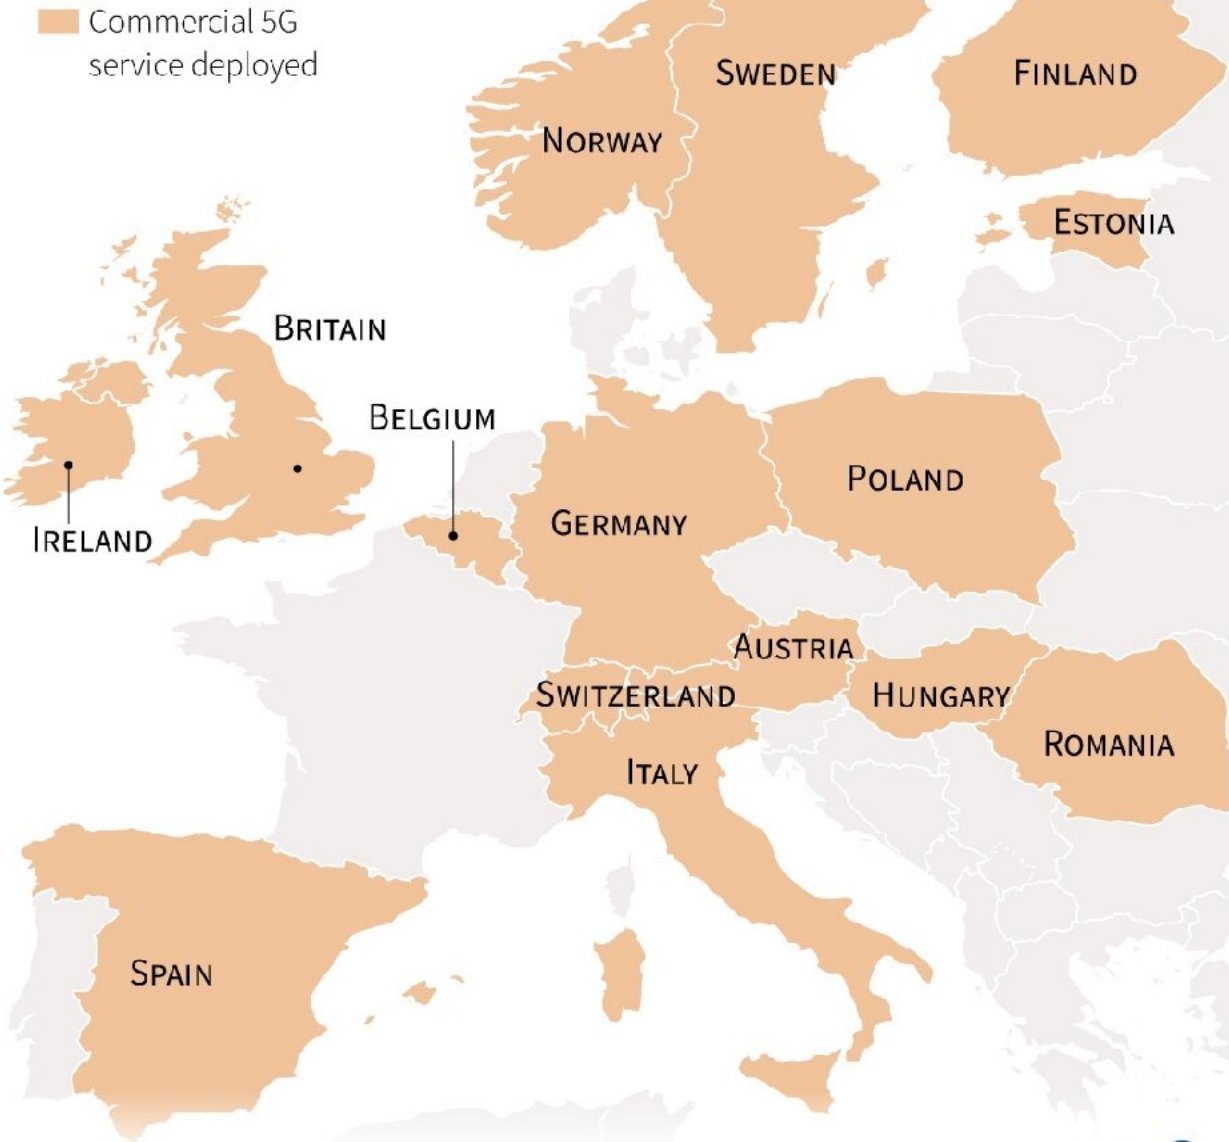 Commercial 5G
service deployed
SWEDEN
FINLAND
NORWAY
ESTONIA
BRITAIN
BELGIUM
POLAND
GERMANY
IRELAND
AUSTRIA
SWITZERLAND
HUNGARY
ROMANIA
ITALY
SPAIN